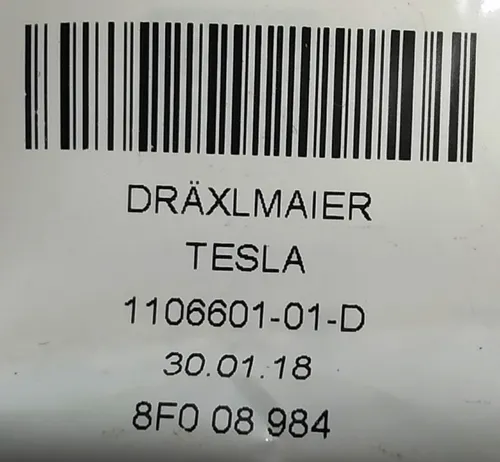 DRÄXLMAIER
TESLA
1106601-01-D
30.01.18
8F0 08 984